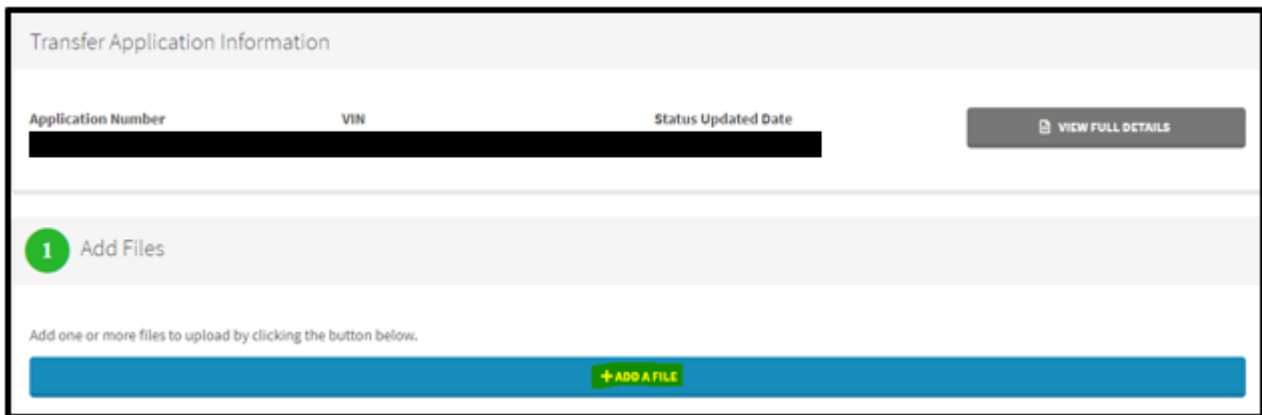 Transfer Application Information
Application Number VIN Status Updated Date
VIEW FULL DETAILS
1 Add Files
Add one or more files to upload by clicking the button below.
+ ADD A FILE